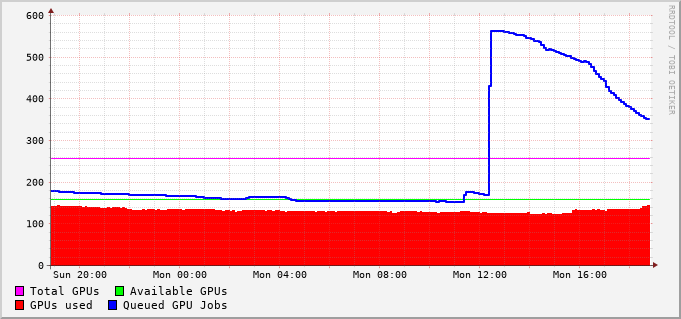 600
500
400
300
200
100
0
Sun 20:00 Mon 00:00 Mon 04:00 Mon 08:00 Mon 12:00 Mon 16:00
Total GPUs Available GPUs
GPUs used Queued GPU Jobs
RRDTOOL / TOBI OETIKER